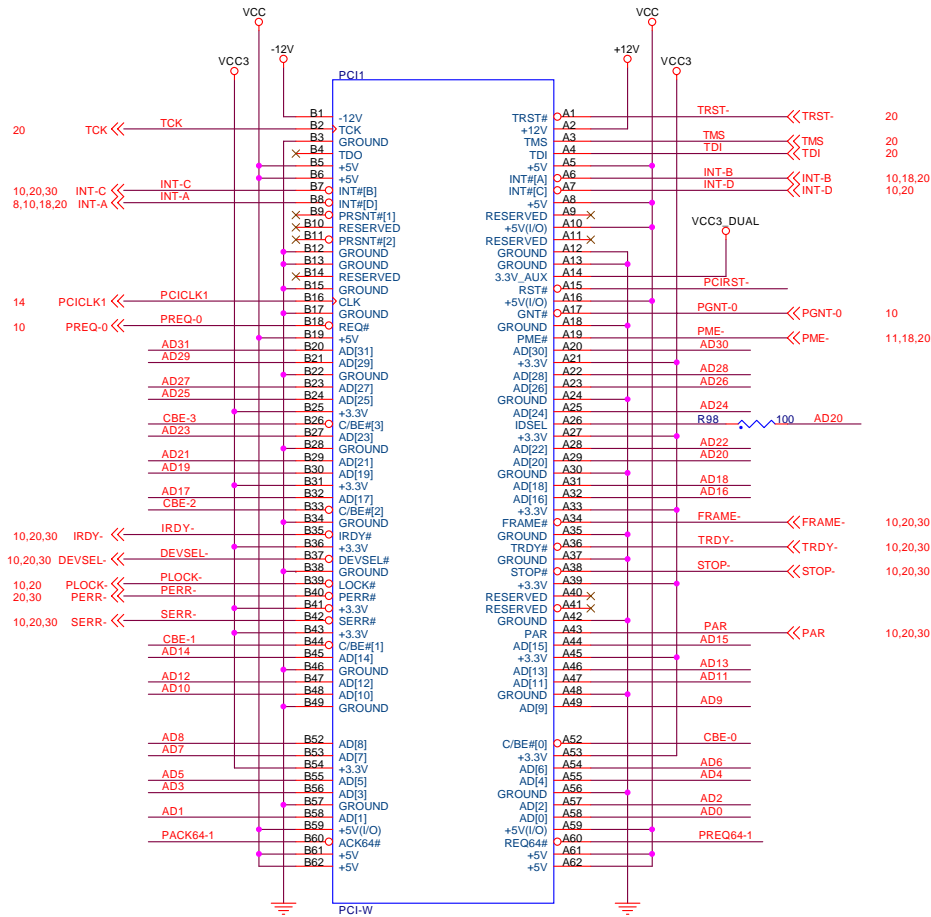 VCC VCC
-12V +12V
VCC3 VCC3
PCI1
B1 -12V TRST# A1 TRST- TRST- 20
20 TCK TCK B2 TCK +12V A2
B3 GROUND TMS A3 TMS TMS 20
B4 TDO TDI A4 TDI TDI 20
B5 +5V +5V A5
B6 +5V INT#[A] A6 INT-B INT-B 10,18,20
10,20,30 INT-C INT-C B7 INT#[B] INT#[C] A7 INT-D INT-D 10,20
8,10,18,20 INT-A INT-A B8 INT#[D] +5V A8
B9 PRSNT#[1] RESERVED A9
B10 RESERVED +5V(I/O) A10 VCC3_DUAL
B11 PRSNT#[2] RESERVED A11
B12 GROUND GROUND A12
B13 GROUND GROUND A13
B14 RESERVED 3.3V_AUX A14
B15 GROUND RST# A15 PCIRST-
14 PCICLK1 PCICLK1 B16 CLK +5V(I/O) A16
B17 GROUND GNT# A17 PGNT-0 PGNT-0 10
10 PREQ-0 PREQ-0 B18 REQ# GROUND A18
B19 +5V PME# A19 PME- 11,18,20
AD31 B20 AD[31] AD[30] A20 AD30
AD29 B21 AD[29] +3.3V A21
B22 GROUND AD[28] A22 AD28
AD27 B23 AD[27] AD[26] A23 AD26
AD25 B24 AD[25] GROUND A24
B25 +3.3V AD[24] A25 AD24
CBE-3 B26 C/BE#[3] IDSEL A26 R98 100 AD20
AD23 B27 AD[23] +3.3V A27
B28 GROUND AD[22] A28 AD22
AD21 B29 AD[21] AD[20] A29 AD20
AD19 B30 AD[19] GROUND A30
B31 +3.3V AD[18] A31 AD18
AD17 B32 AD[17] AD[16] A32 AD16
CBE-2 B33 C/BE#[2] +3.3V A33
B34 GROUND FRAME# A34 FRAME- FRAME- 10,20,30
10,20,30 IRDY- IRDY- B35 IRDY# GROUND A35
B36 +3.3V TRDY# A36 TRDY- TRDY- 10,20,30
10,20,30 DEVSEL- DEVSEL- B37 DEVSEL# GROUND A37
B38 GROUND STOP# A38 STOP- STOP- 10,20,30
10,20 PLOCK- PLOCK- B39 LOCK# +3.3V A39
20,30 PERR- PERR- B40 PERR# RESERVED A40
B41 +3.3V RESERVED A41
10,20,30 SERR- SERR- B42 SERR# GROUND A42
B43 +3.3V PAR A43 PAR PAR 10,20,30
CBE-1 B44 C/BE#[1] AD[15] A44 AD15
AD14 B45 AD[14] +3.3V A45
B46 GROUND AD[13] A46 AD13
AD12 B47 AD[12] AD[11] A47 AD11
AD10 B48 AD[10] GROUND A48
B49 GROUND AD[9] A49 AD9
AD8 B52 AD[8] C/BE#[0] A52 CBE-0
AD7 B53 AD[7] +3.3V A53
B54 +3.3V AD[6] A54 AD6
AD5 B55 AD[5] AD[4] A55 AD4
AD3 B56 AD[3] GROUND A56
B57 GROUND AD[2] A57 AD2
AD1 B58 AD[1] AD[0] A58 AD0
B59 +5V(I/O) +5V(I/O) A59
PACK64-1 B60 ACK64# REQ64# A60 PREQ64-1
B61 +5V +5V A61
B62 +5V +5V A62
PCI-W